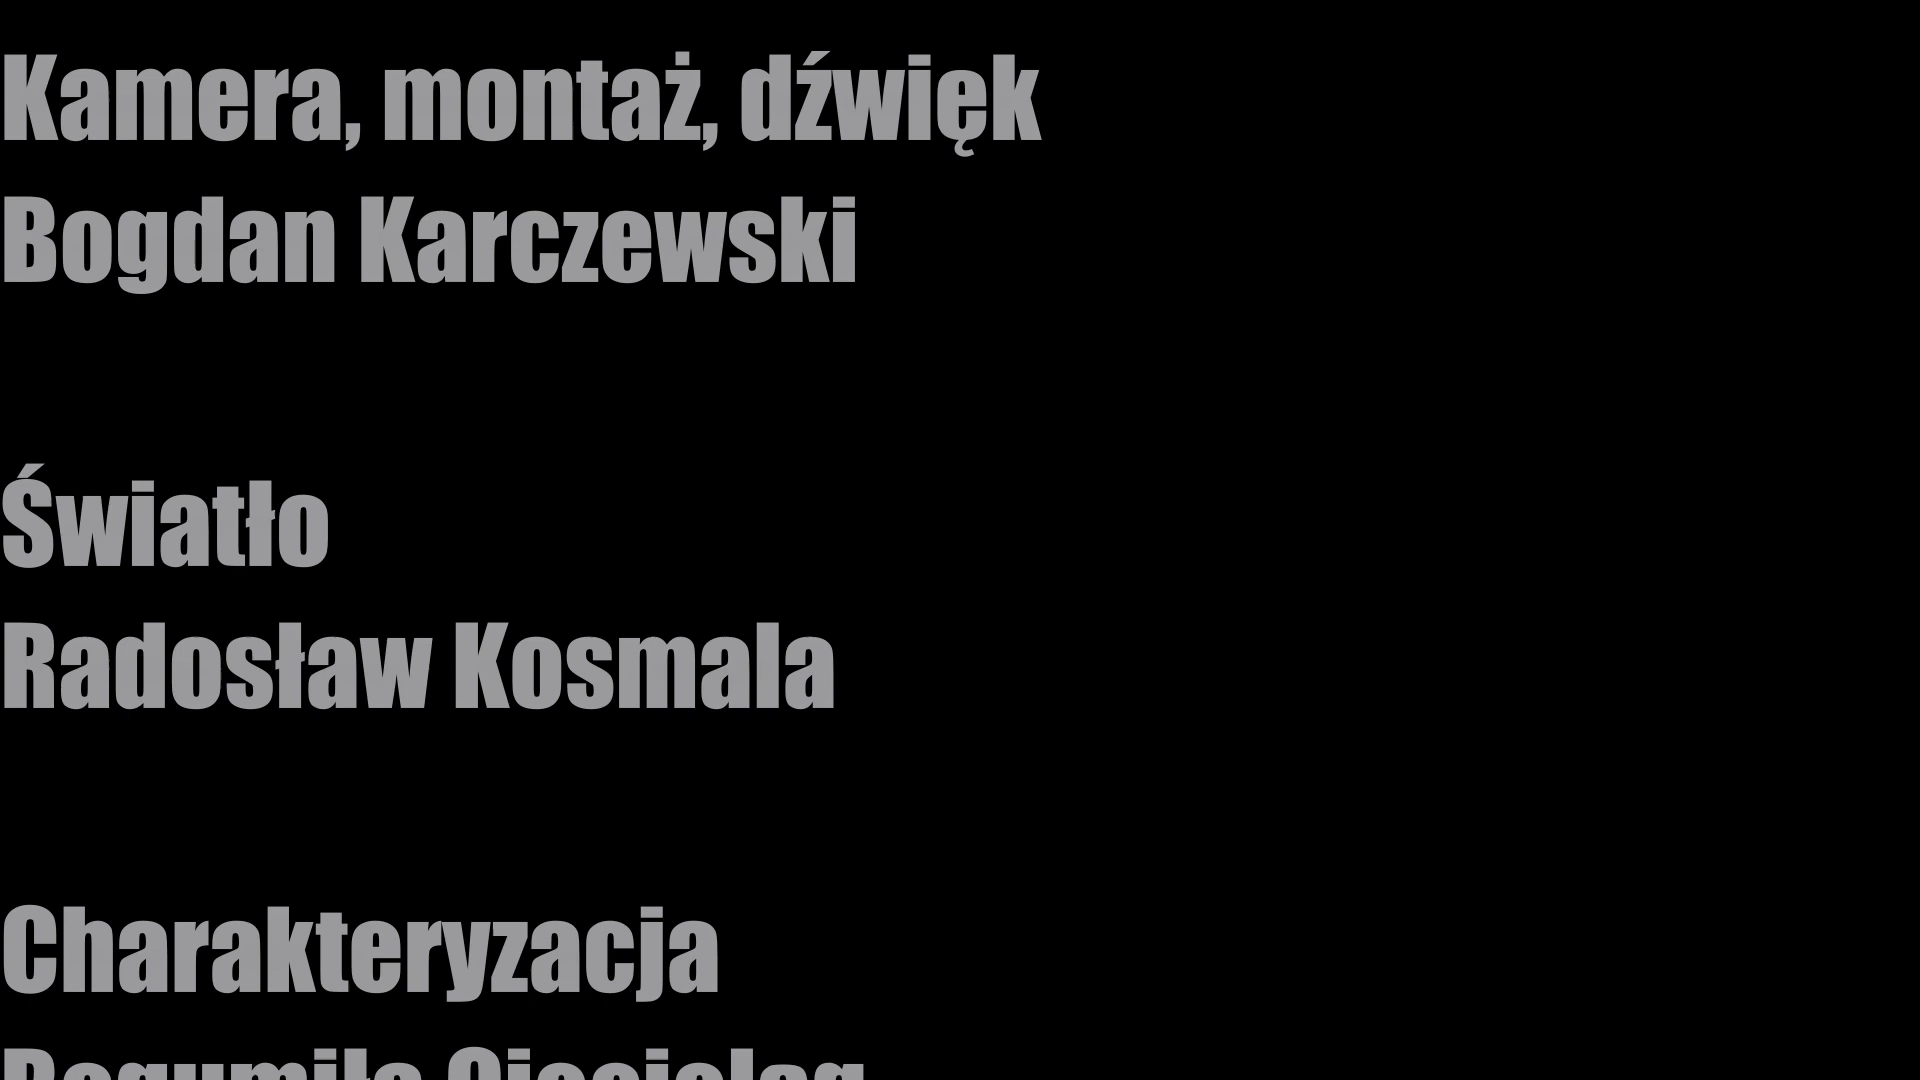 Kamera, montaż, dźwięk
Bogdan Karczewski
Światło
Radosław Kosmala
Charakteryzacja